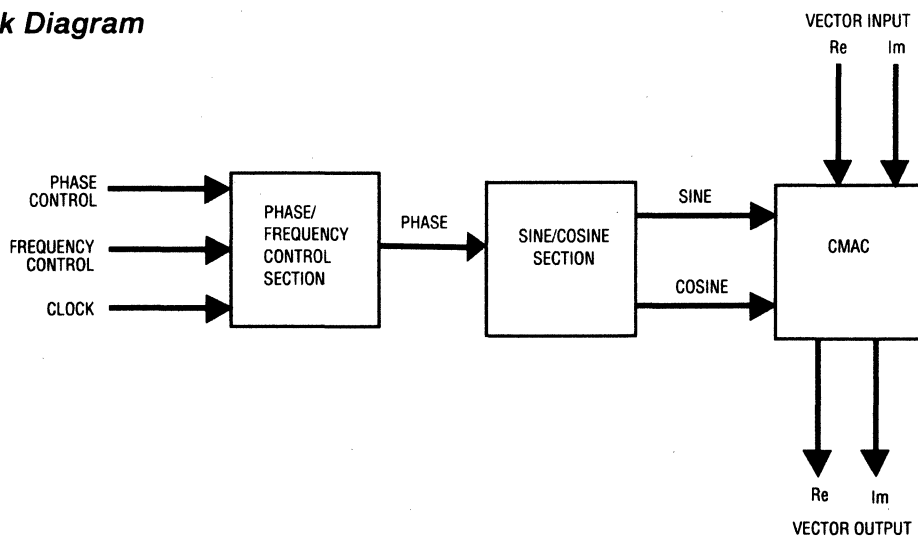 k Diagram
VECTOR INPUT
Re Im
PHASE
CONTROL
FREQUENCY
CONTROL
CLOCK
PHASE/
FREQUENCY
CONTROL
SECTION
PHASE
SINE/COSINE
SECTION
SINE
COSINE
CMAC
Re Im
VECTOR OUTPUT